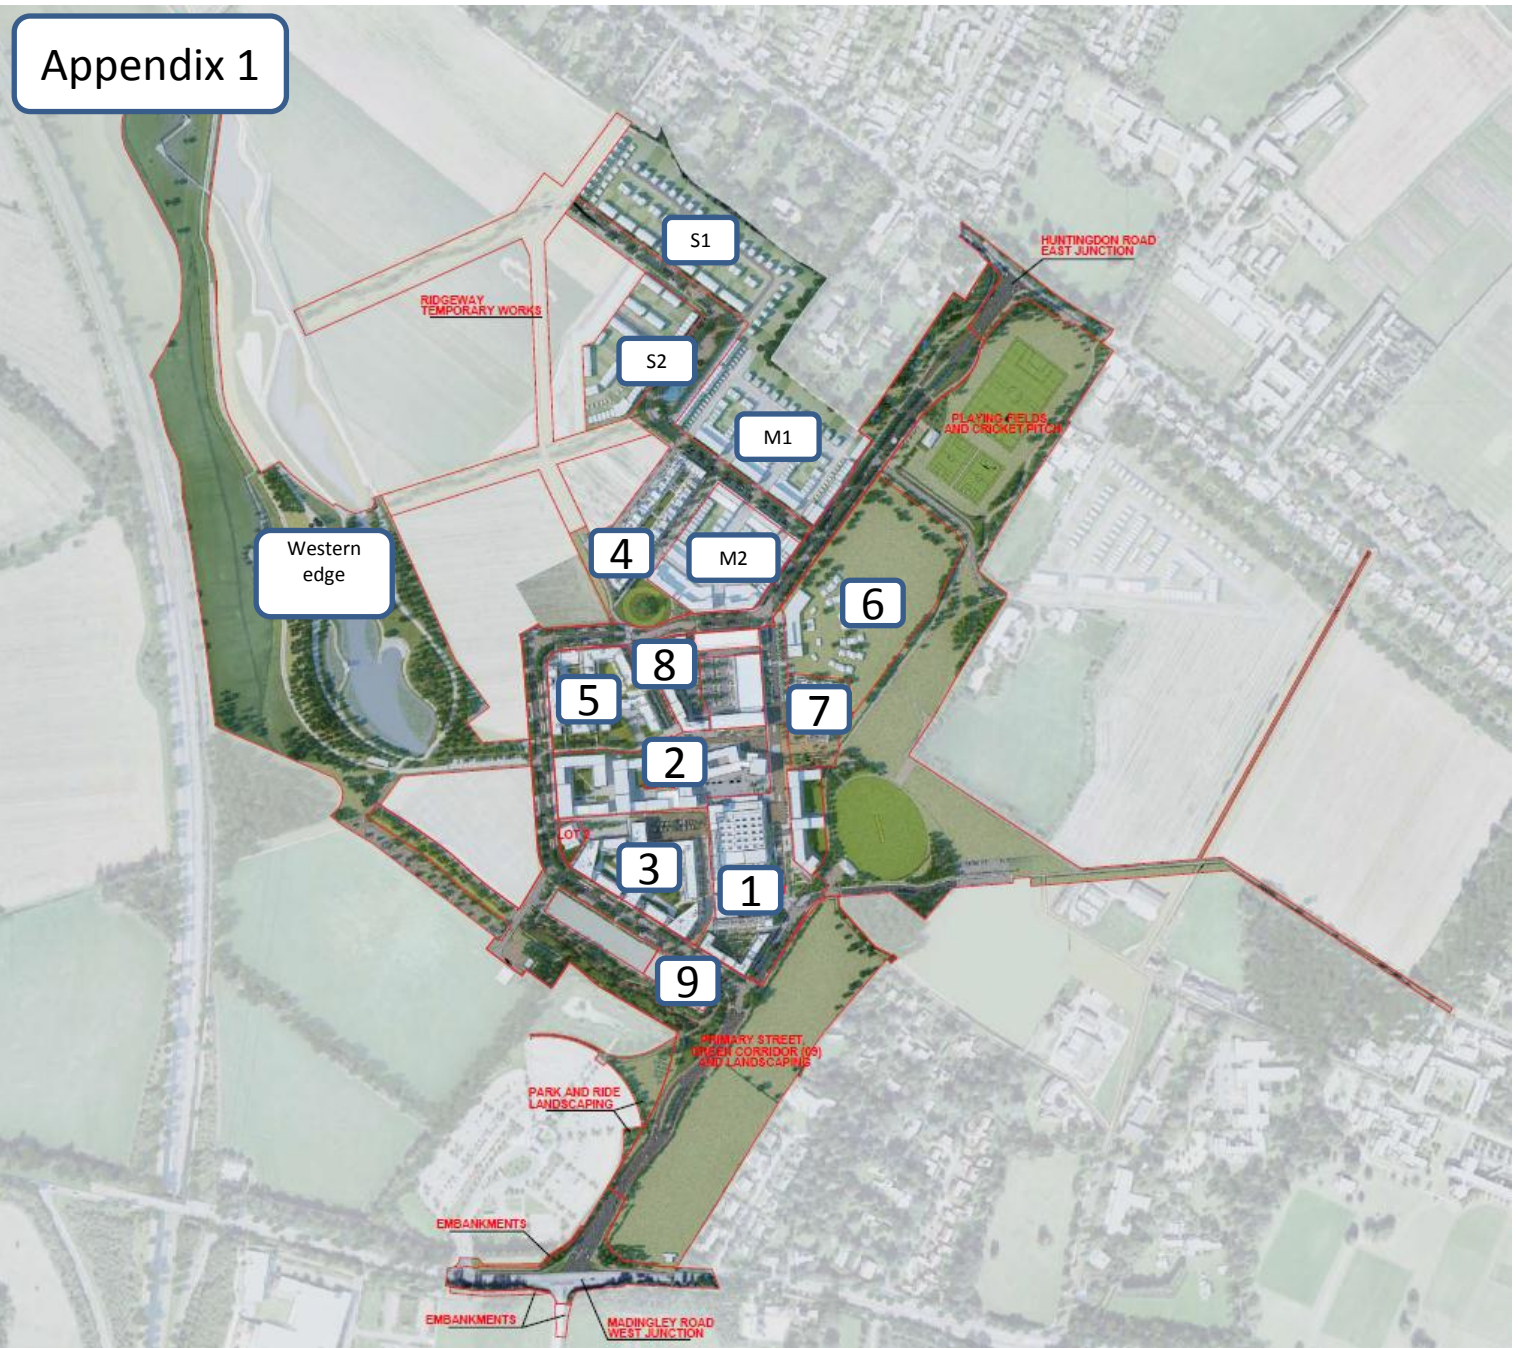 Appendix 1
S1
HUNTINGDON ROAD
EAST JUNCTION
RIDGEWAY
TEMPORARY WORKS
S2
PLAYING FIELDS
AND CRICKET PITCH
M1
Western
edge
4
M2
6
8
5
7
2
LOT 3
3
1
9
PRIMARY STREET,
GREEN CORRIDOR (09)
AND LANDSCAPING
PARK AND RIDE
LANDSCAPING
EMBANKMENTS
EMBANKMENTS
MADINGLEY ROAD
WEST JUNCTION